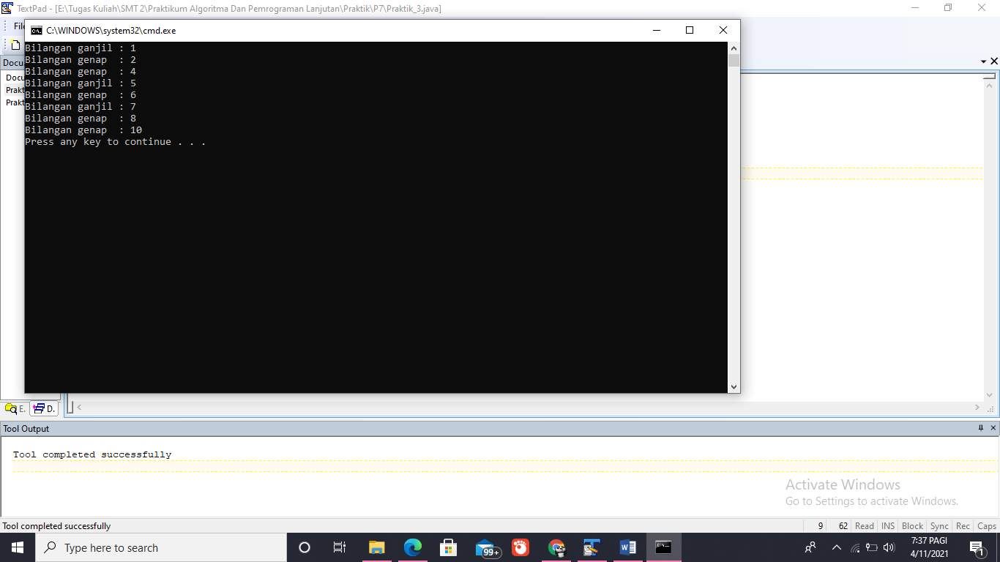 TextPad - [E:\Tugas Kuliah\SMT 2\Praktikum Algoritma Dan Pemrograman Lanjutan\Praktik\P7\Praktik_3.java]
File
C:\WINDOWS\system32\cmd.exe
Bilangan ganjil : 1
Bilangan genap  : 2
Bilangan genap  : 4
Bilangan ganjil : 5
Bilangan genap  : 6
Bilangan ganjil : 7
Bilangan genap  : 8
Bilangan genap  : 10
Press any key to continue . . .
Docu
Docu
Prakt
Prakt
E.
D.
Tool Output
Tool completed successfully
Activate Windows
Go to Settings to activate Windows.
Tool completed successfully
9 62 Read INS Block Sync Rec Caps
Type here to search
99+
7:37 PAGI
4/11/2021
1